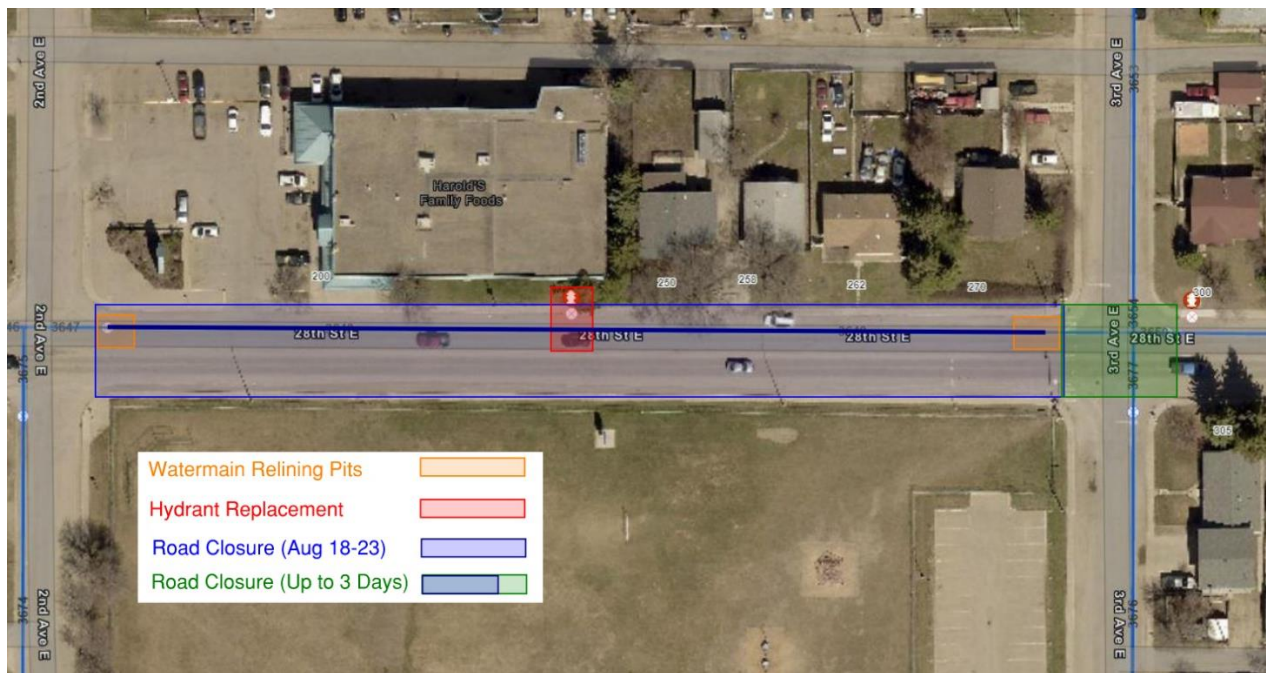 2nd Ave E
3rd Ave E
3653
Harold'S
Family Foods
200
250
258
262
270
300
2nd Ave E
3647
28th St E
28th St E
28th St E
3rd Ave E
3654
28th St E
3675
3677
305
Watermain Relining Pits
Hydrant Replacement
Road Closure (Aug 18-23)
Road Closure (Up to 3 Days)
3674
2nd Ave E
3rd Ave E
3676